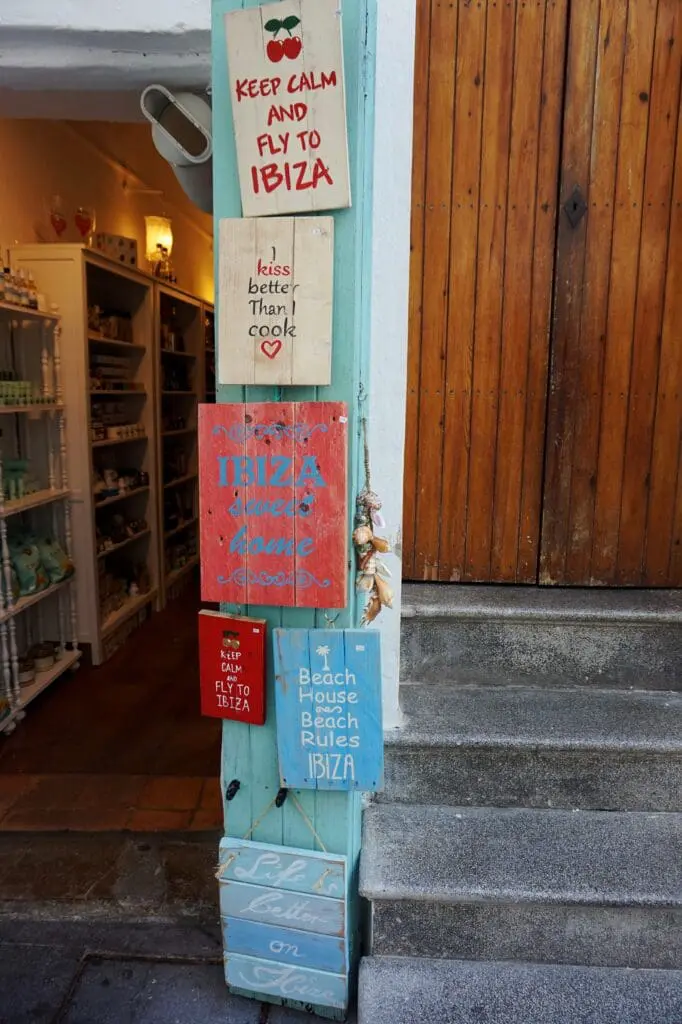 KEEP CALM
AND
FLY TO
IBIZA
I
kiss
better
Than I
cook
IBIZA
sweet
home
KEEP
CALM
AND
FLY TO
IBIZA
Beach
House
Beach
Rules
IBIZA
Life is
Better
on